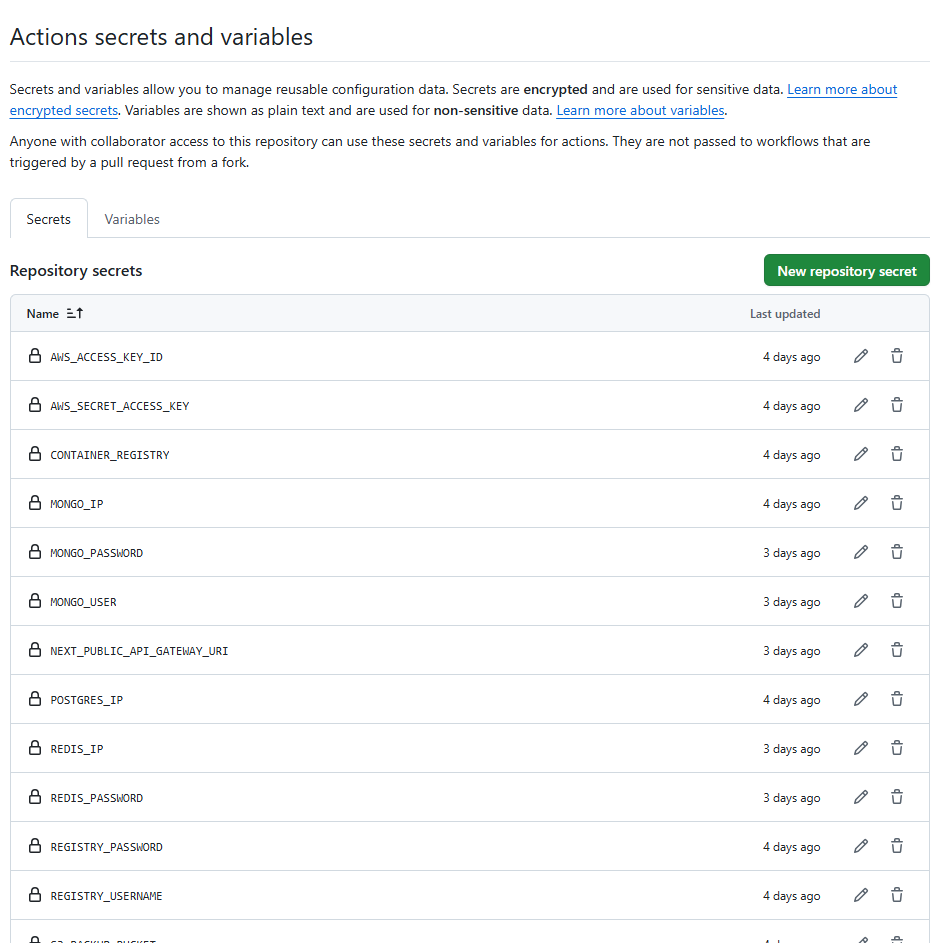 Actions secrets and variables
Secrets and variables allow you to manage reusable configuration data. Secrets are encrypted and are used for sensitive data. Learn more about
encrypted secrets. Variables are shown as plain text and are used for non-sensitive data. Learn more about variables.
Anyone with collaborator access to this repository can use these secrets and variables for actions. They are not passed to workflows that are
triggered by a pull request from a fork.
Secrets Variables
Repository secrets New repository secret
Name Last updated
AWS_ACCESS_KEY_ID 4 days ago
AWS_SECRET_ACCESS_KEY 4 days ago
CONTAINER_REGISTRY 4 days ago
MONGO_IP 4 days ago
MONGO_PASSWORD 3 days ago
MONGO_USER 3 days ago
NEXT_PUBLIC_API_GATEWAY_URI 3 days ago
POSTGRES_IP 4 days ago
REDIS_IP 3 days ago
REDIS_PASSWORD 3 days ago
REGISTRY_PASSWORD 4 days ago
REGISTRY_USERNAME 4 days ago